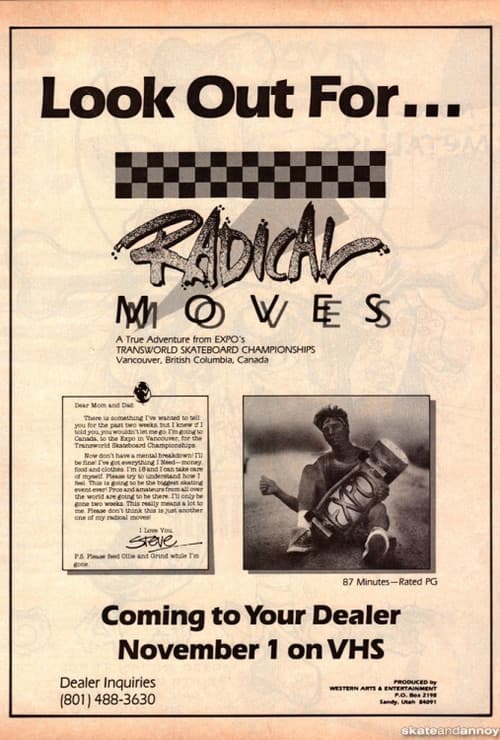 Look Out For...
RADICAL
MOVES
A True Adventure from EXPO's
TRANSWORLD SKATEBOARD CHAMPIONSHIPS
Vancouver, British Columbia, Canada
Dear Mom and Dad,
There is something I've wanted to tell
you for the past two weeks, but I knew if I
told you, you wouldn't let me go. I'm going to
Canada, to the Expo in Vancouver, for the
Transworld Skateboard Championships.
Now don't have a mental breakdown! I'll
be fine! I've got everything I Need—money,
food and clothes. I'm 18 and I can take care
of myself. Please try to understand how I
feel. This is going to be the biggest skating
event ever! Pros and amateurs from all over
the world are going to be there. I'll only be
gone two weeks. This really means a lot to
me. Please don't think this is just another
one of my radical moves!
I Love You,
Steve
P.S. Please feed Ollie and Grind while I'm
gone.
EXPO
87 Minutes—Rated PG
Coming to Your Dealer
November 1 on VHS
Dealer Inquiries
(801) 488-3630
PRODUCED by
WESTERN ARTS & ENTERTAINMENT
P.O. Box 2198
Sandy, Utah 84091
skateandannoy